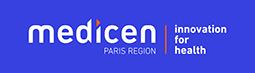 medicen
PARIS REGION
innovation
for
health